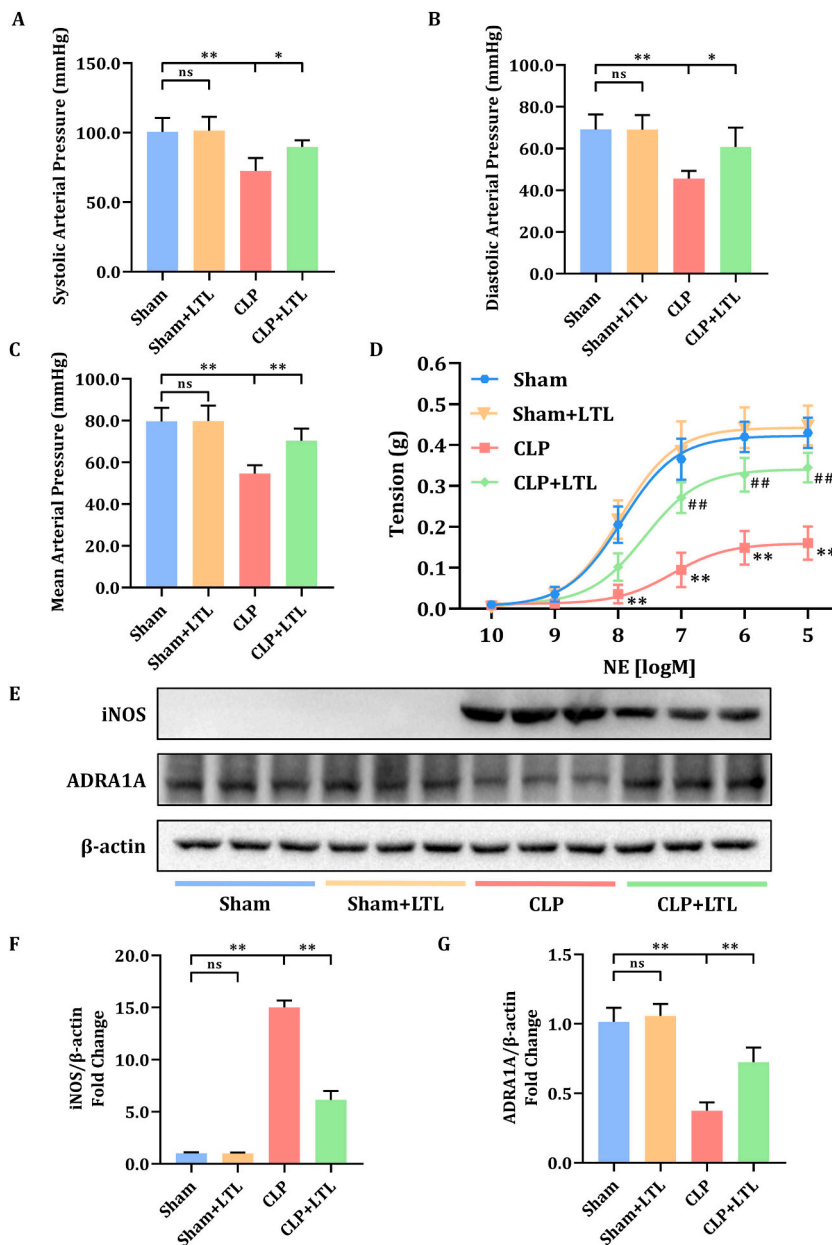 A
Systolic Arterial Pressure (mmHg)
150.0
100.0
50.0
0.0
**
*
ns
Sham
Sham+LTL
CLP
CLP+LTL
B
Diastolic Arterial Pressure (mmHg)
100.0
80.0
60.0
40.0
20.0
0.0
**
*
ns
Sham
Sham+LTL
CLP
CLP+LTL
C
Mean Arterial Pressure (mmHg)
100.0
80.0
60.0
40.0
20.0
0.0
**
**
ns
Sham
Sham+LTL
CLP
CLP+LTL
D
Tension (g)
0.6
0.5
0.4
0.3
0.2
0.1
0.0
Sham
Sham+LTL
CLP
CLP+LTL
##
##
##
**
**
**
**
10
9
8
7
6
5
NE [logM]
E
iNOS
ADRA1A
β-actin
Sham
Sham+LTL
CLP
CLP+LTL
F
iNOS/β-actin
Fold Change
20.0
15.0
10.0
5.0
0.0
**
**
ns
Sham
Sham+LTL
CLP
CLP+LTL
G
ADRA1A/β-actin
Fold Change
1.5
1.0
0.5
0.0
**
**
ns
Sham
Sham+LTL
CLP
CLP+LTL